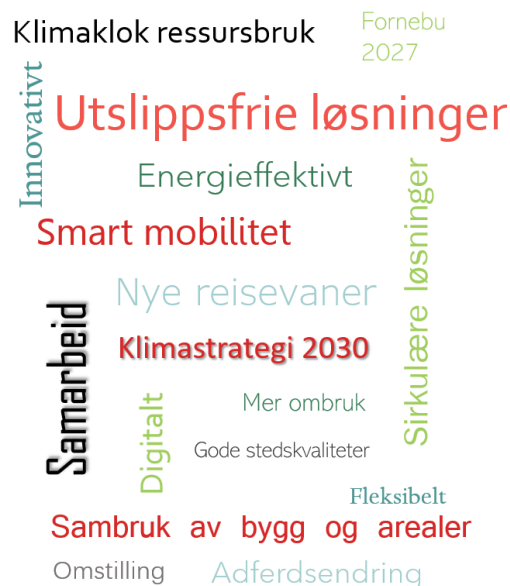 Klimaklok ressursbruk
Fornebu
2027
Innovativt
Utslippsfrie løsninger
Energieffektivt
Sirkulære løsninger
Smart mobilitet
Nye reisevaner
Samarbeid
Klimastrategi 2030
Digitalt
Mer ombruk
Gode stedskvaliteter
Fleksibelt
Sambruk av bygg og arealer
Omstilling
Adferdsendring